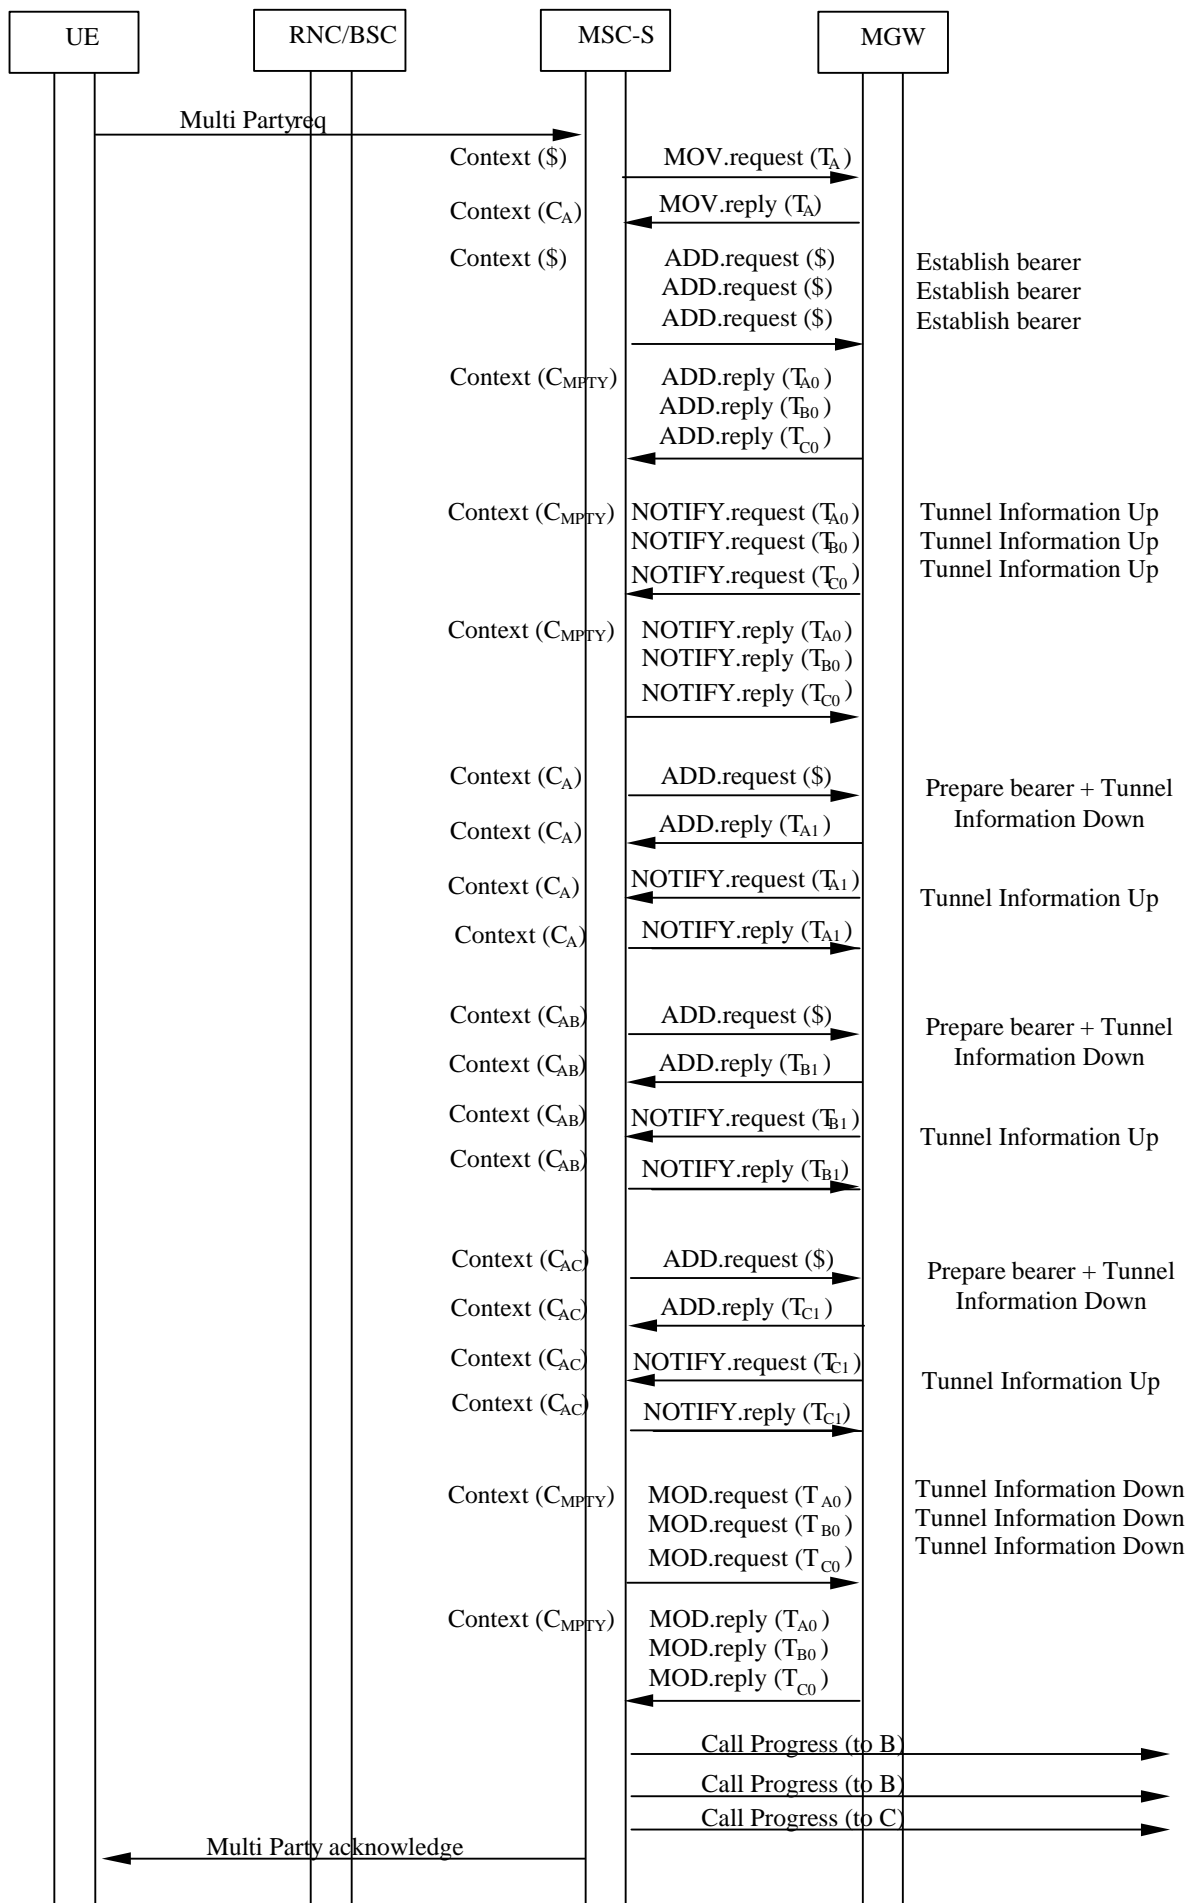 UE
RNC/BSC
MSC-S
MGW
Multi Partyreq
Context ($)
MOV.request (TA)
Context (CA)
MOV.reply (TA)
Context ($)
ADD.request ($)
Establish bearer
ADD.request ($)
Establish bearer
ADD.request ($)
Establish bearer
Context (CMPTY)
ADD.reply (TA0)
ADD.reply (TB0)
ADD.reply (TC0)
Context (CMPTY)
NOTIFY.request (TA0)
Tunnel Information Up
NOTIFY.request (TB0)
Tunnel Information Up
NOTIFY.request (TC0)
Tunnel Information Up
Context (CMPTY)
NOTIFY.reply (TA0)
NOTIFY.reply (TB0)
NOTIFY.reply (TC0)
Context (CA)
ADD.request ($)
Prepare bearer + Tunnel
Information Down
Context (CA)
ADD.reply (TA1)
Context (CA)
NOTIFY.request (TA1)
Tunnel Information Up
Context (CA)
NOTIFY.reply (TA1)
Context (CAB)
ADD.request ($)
Prepare bearer + Tunnel
Information Down
Context (CAB)
ADD.reply (TB1)
Context (CAB)
NOTIFY.request (TB1)
Tunnel Information Up
Context (CAB)
NOTIFY.reply (TB1)
Context (CAC)
ADD.request ($)
Prepare bearer + Tunnel
Information Down
Context (CAC)
ADD.reply (TC1)
Context (CAC)
NOTIFY.request (TC1)
Tunnel Information Up
Context (CAC)
NOTIFY.reply (TC1)
Context (CMPTY)
MOD.request (TA0)
Tunnel Information Down
MOD.request (TB0)
Tunnel Information Down
MOD.request (TC0)
Tunnel Information Down
Context (CMPTY)
MOD.reply (TA0)
MOD.reply (TB0)
MOD.reply (TC0)
Call Progress (to B)
Call Progress (to B)
Call Progress (to C)
Multi Party acknowledge